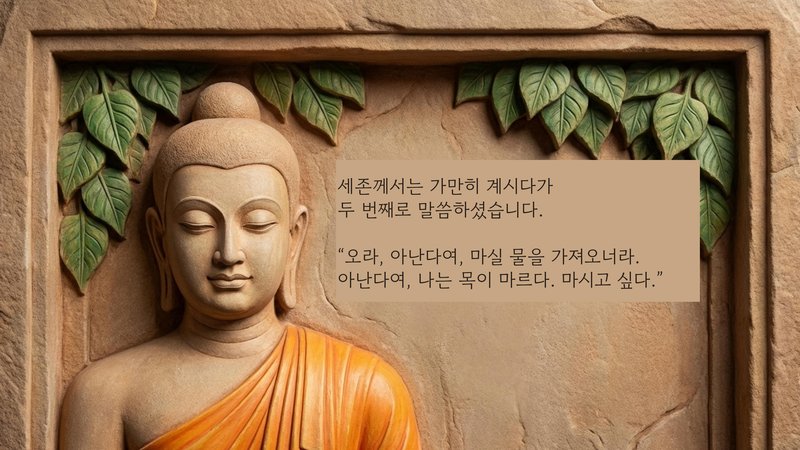 세존께서는 가만히 계시다가
두 번째로 말씀하셨습니다.
“오라, 아난다여, 마실 물을 가져오너라.
아난다여, 나는 목이 마르다. 마시고 싶다.”